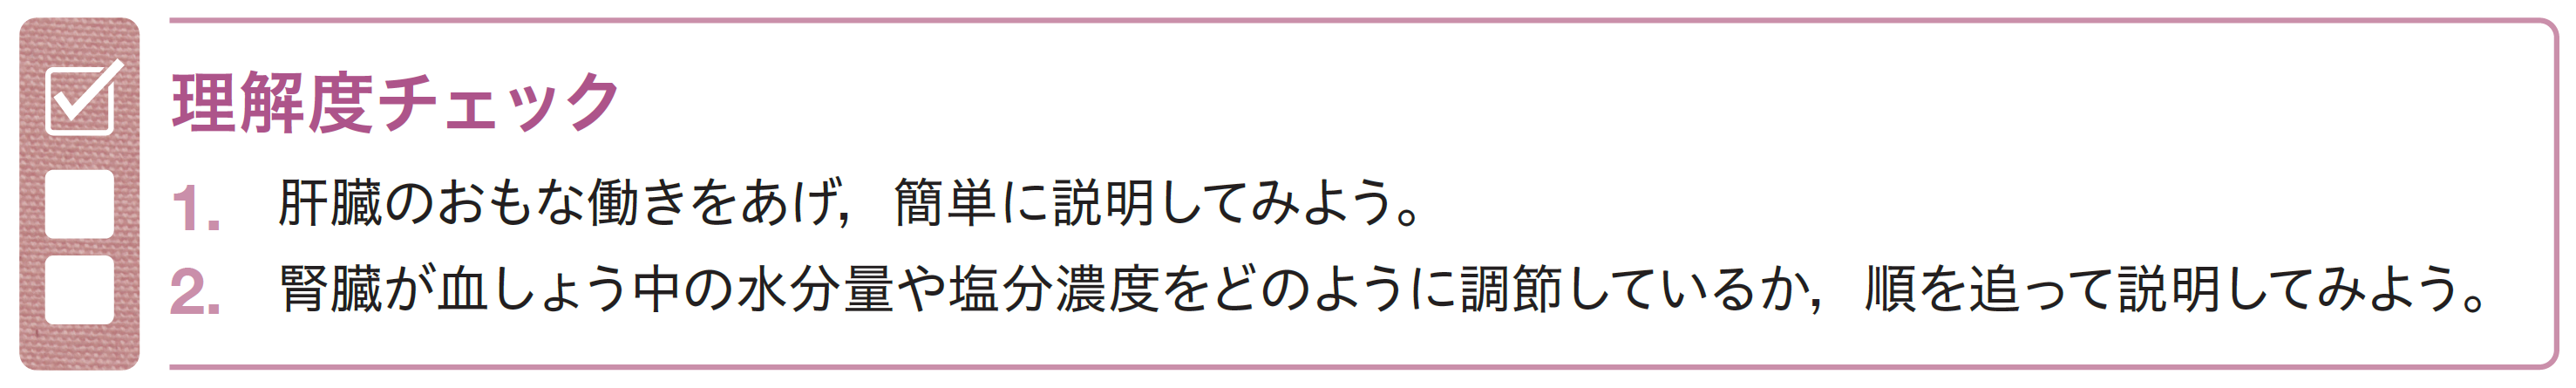 理解度チェック
1. 肝臓のおもな働きをあげ，簡単に説明してみよう。
2. 腎臓が血しょう中の水分量や塩分濃度をどのように調節しているか，順を追って説明してみよう。